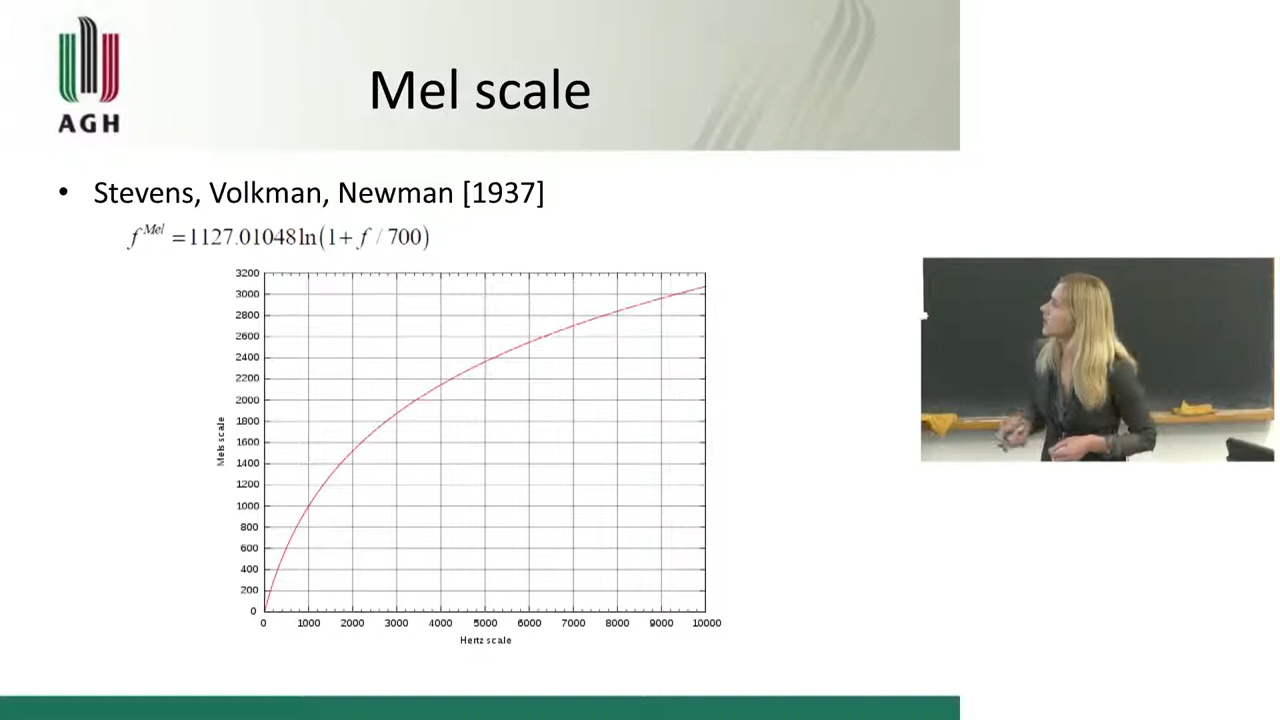 AGH
Mel scale
• Stevens, Volkman, Newman [1937]
f^Mel = 1127.01048 ln(1 + f / 700)
3200
3000
2800
2600
2400
2200
2000
1800
1600
1400
1200
1000
800
600
400
200
0
Mels scale
0 1000 2000 3000 4000 5000 6000 7000 8000 9000 10000
Hertz scale